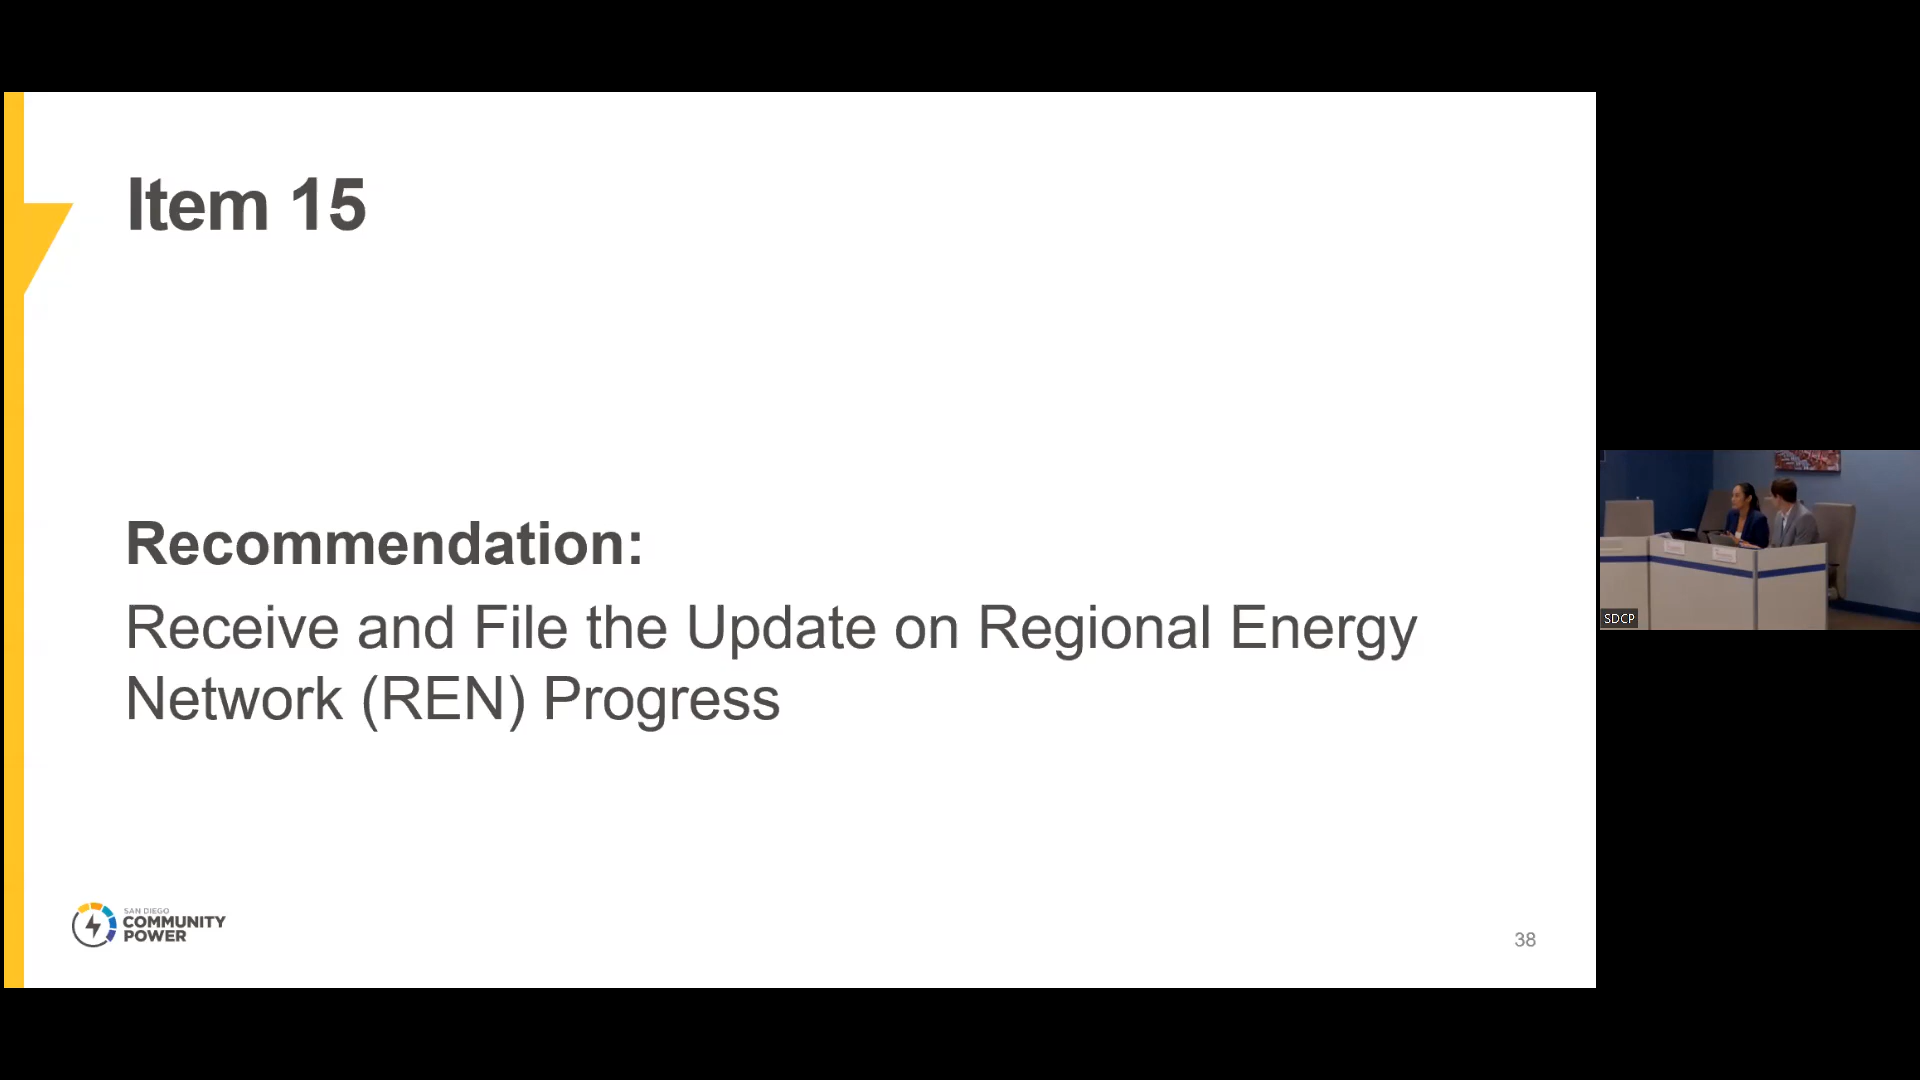 Item 15
Recommendation:
Receive and File the Update on Regional Energy
Network (REN) Progress
SAN DIEGO
COMMUNITY
POWER
38
SDCP